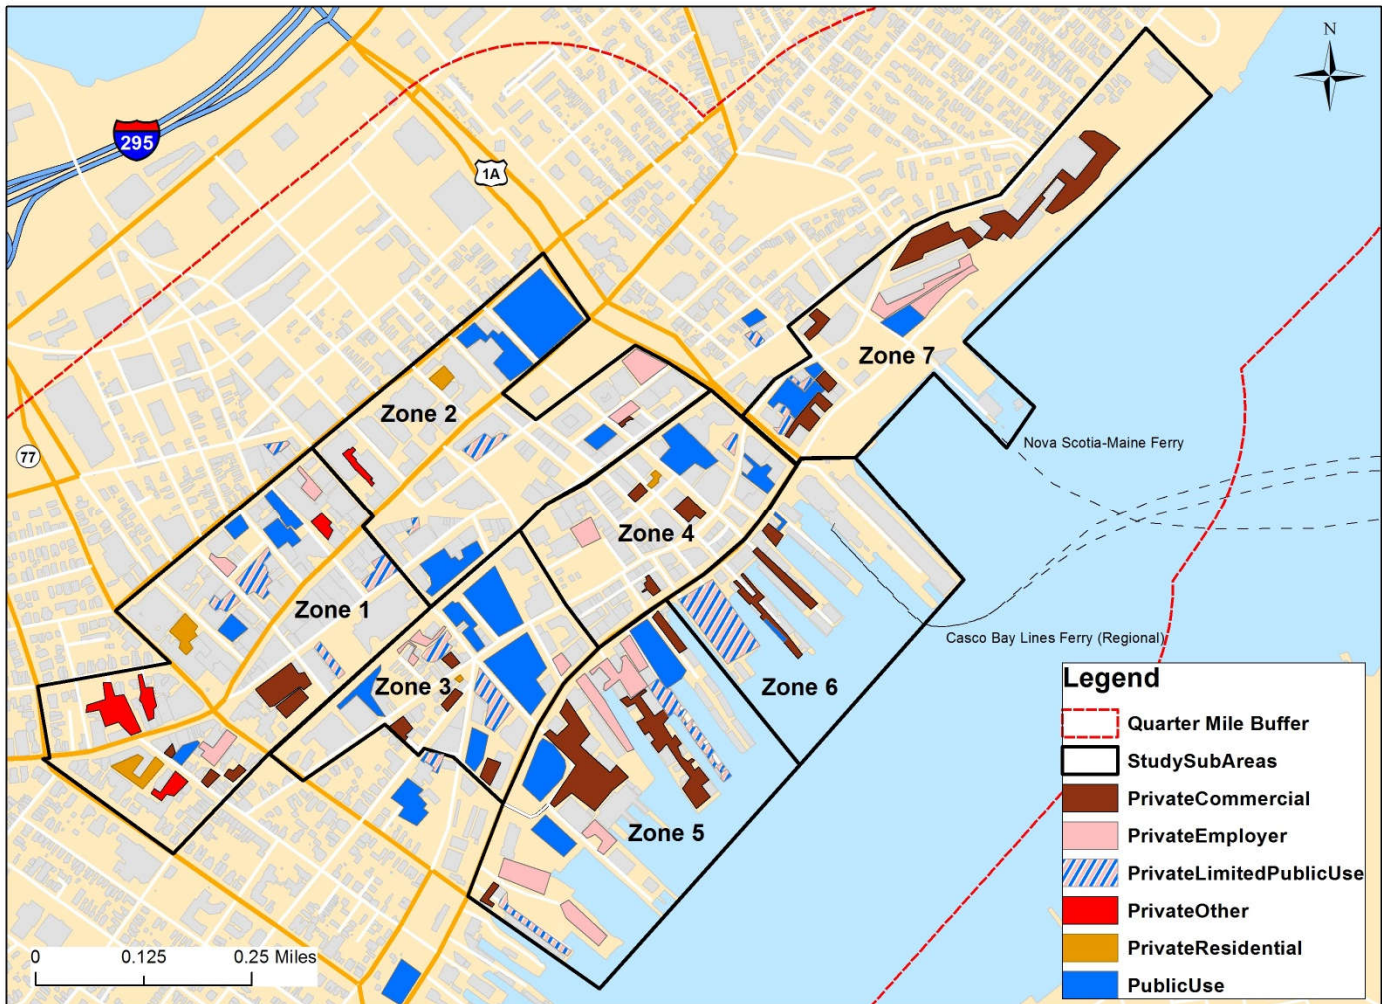 N
295
1A
Zone 7
Zone 2
77
Nova Scotia-Maine Ferry
Zone 4
Zone 1
Casco Bay Lines Ferry (Regional)
Zone 3
Zone 6
Zone 5
Legend
Quarter Mile Buffer
StudySubAreas
PrivateCommercial
PrivateEmployer
PrivateLimitedPublicUse
PrivateOther
PrivateResidential
PublicUse
0 0.125 0.25 Miles